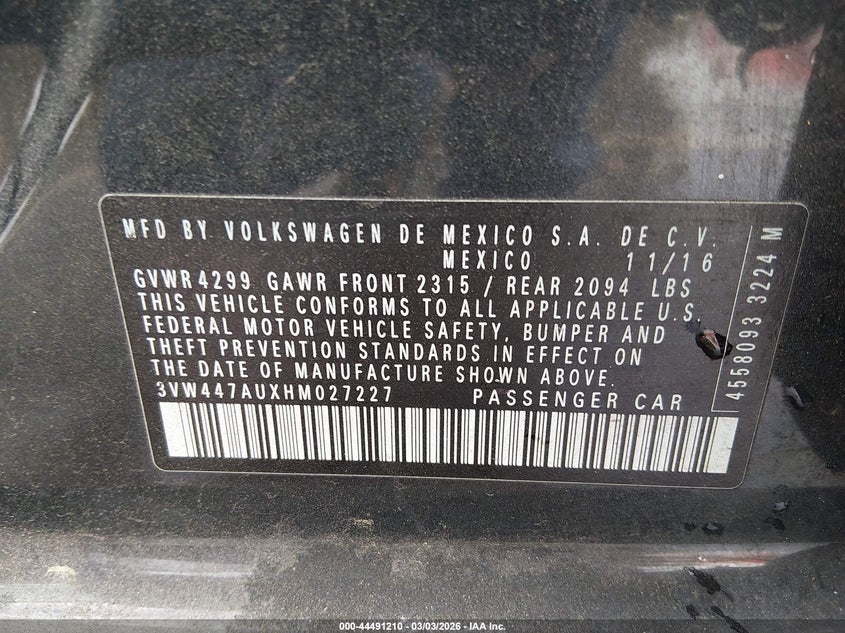 MFD BY VOLKSWAGEN DE MEXICO S.A. DE C.V.
MEXICO 11/16
GVWR 4299 GAWR FRONT 2315 / REAR 2094 LBS
THIS VEHICLE CONFORMS TO ALL APPLICABLE U.S.
FEDERAL MOTOR VEHICLE SAFETY, BUMPER AND
THEFT PREVENTION STANDARDS IN EFFECT ON
THE DATE OF MANUFACTURE SHOWN ABOVE.
3VW447AUXHM027227 PASSENGER CAR
4558093 3224 M
000-44491210 - 03/03/2026 - IAA Inc.